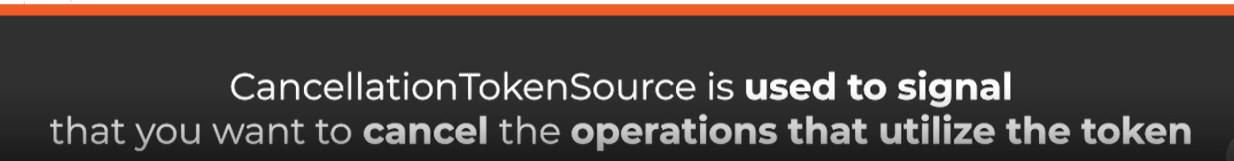 CancellationTokenSource is used to signal
that you want to cancel the operations that utilize the token